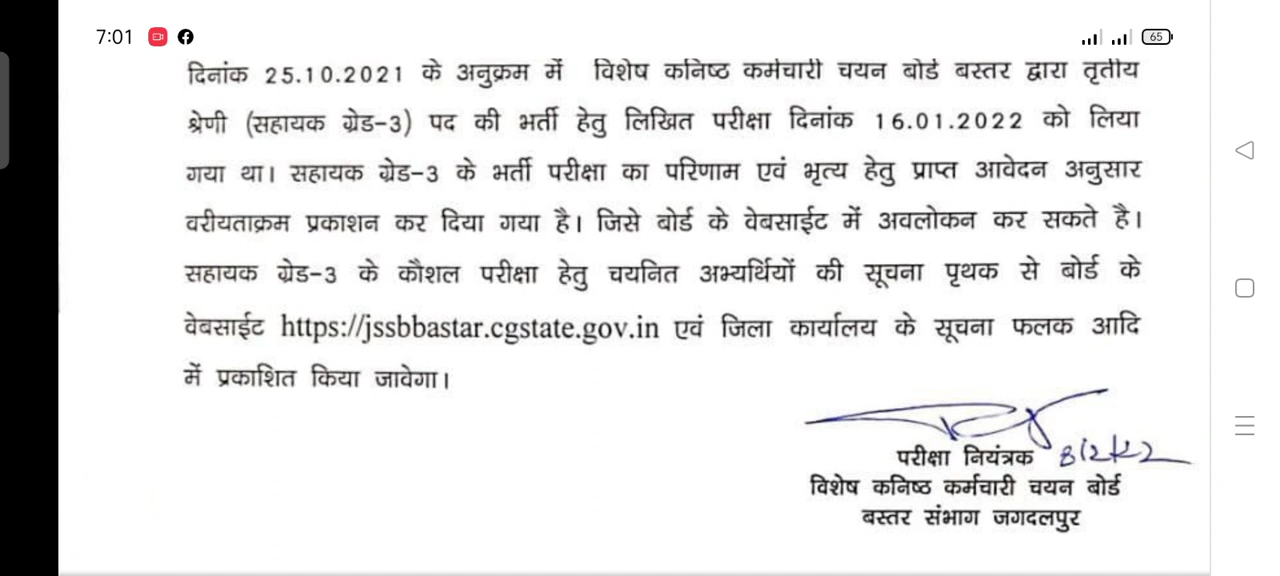 7:01
65
दिनांक 25.10.2021 के अनुक्रम में विशेष कनिष्ठ कर्मचारी चयन बोर्ड बस्तर द्वारा तृतीय
श्रेणी (सहायक ग्रेड-3) पद की भर्ती हेतु लिखित परीक्षा दिनांक 16.01.2022 को लिया
गया था। सहायक ग्रेड-3 के भर्ती परीक्षा का परिणाम एवं भृत्य हेतु प्राप्त आवेदन अनुसार
वरीयताक्रम प्रकाशन कर दिया गया है। जिसे बोर्ड के वेबसाईट में अवलोकन कर सकते है।
सहायक ग्रेड-3 के कौशल परीक्षा हेतु चयनित अभ्यर्थियों की सूचना पृथक से बोर्ड के
वेबसाईट https://jssbbastar.cgstate.gov.in एवं जिला कार्यालय के सूचना फलक आदि
में प्रकाशित किया जावेगा।
परीक्षा नियंत्रक 8/2/22
विशेष कनिष्ठ कर्मचारी चयन बोर्ड
बस्तर संभाग जगदलपुर